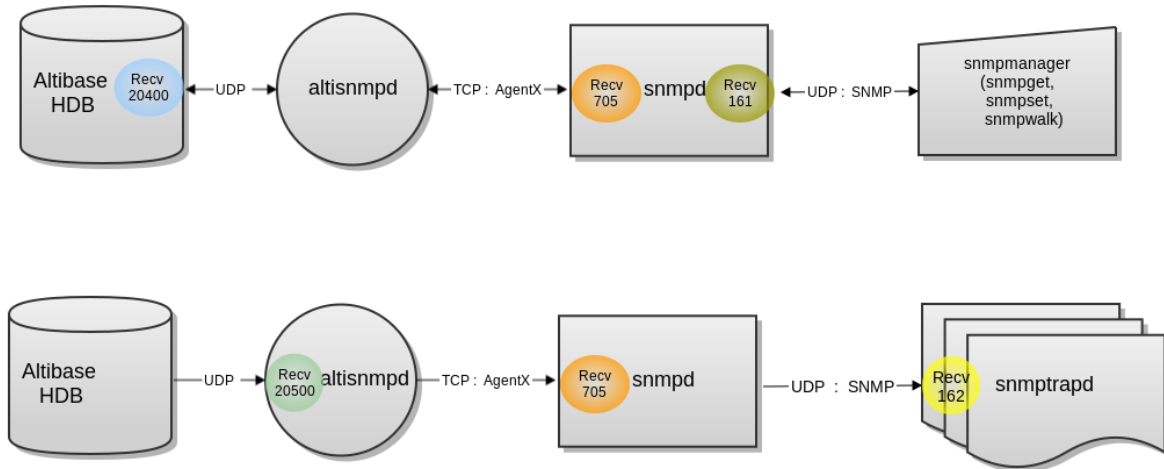 Altibase
HDB
Recv
20400
UDP
altisnmpd
TCP : AgentX
Recv
705
snmpd
Recv
161
UDP : SNMP
snmpmanager
(snmpget,
snmpset,
snmpwalk)
Altibase
HDB
UDP
Recv
20500
altisnmpd
TCP : AgentX
Recv
705
snmpd
UDP : SNMP
Recv
162
snmptrapd